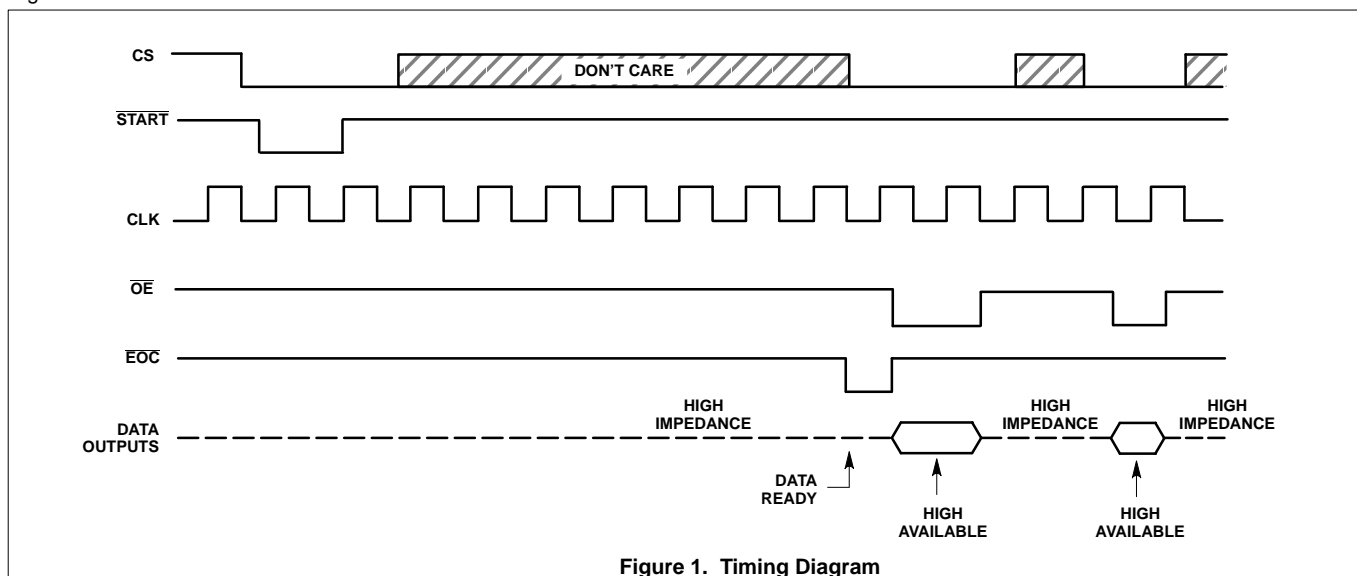 CS
DON'T CARE
START
CLK
OE
EOC
HIGH
IMPEDANCE
HIGH
IMPEDANCE
HIGH
IMPEDANCE
DATA
OUTPUTS
DATA
READY
HIGH
AVAILABLE
HIGH
AVAILABLE
Figure 1. Timing Diagram